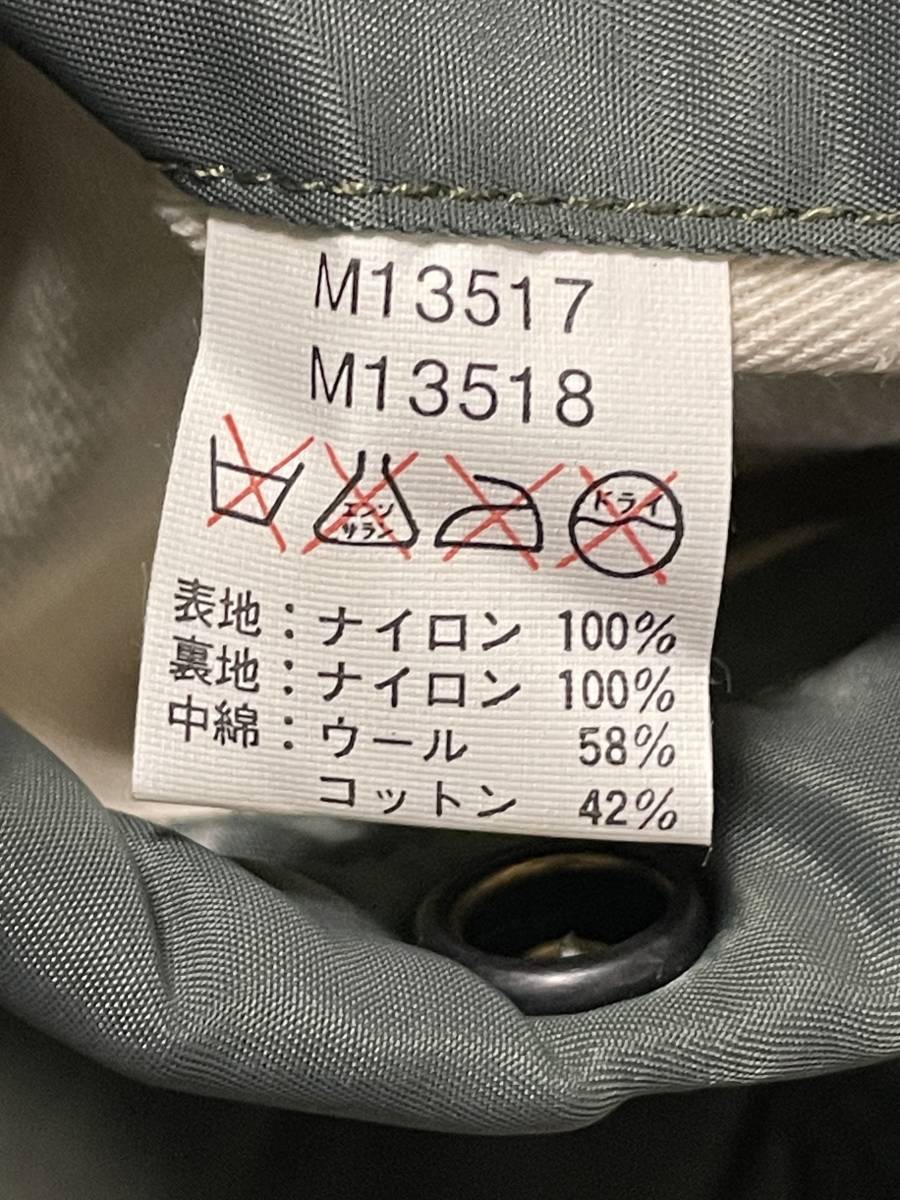 M13517
M13518
エンソ
サラシ
ドライ
表地：ナイロン 100%
裏地：ナイロン 100%
中綿：ウール 58%
コットン 42%